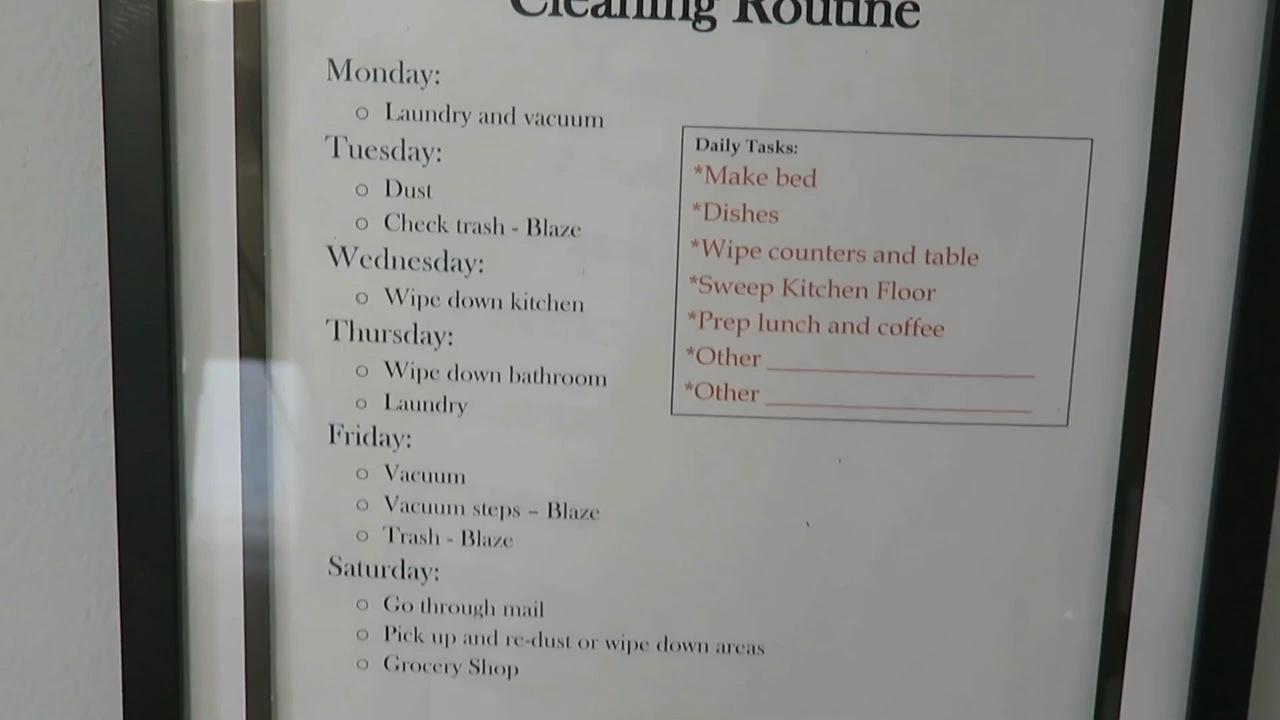 Cleaning Routine
Monday:
o Laundry and vacuum
Tuesday:
o Dust
o Check trash - Blaze
Wednesday:
o Wipe down kitchen
Thursday:
o Wipe down bathroom
o Laundry
Friday:
o Vacuum
o Vacuum steps – Blaze
o Trash - Blaze
Saturday:
o Go through mail
o Pick up and re-dust or wipe down areas
o Grocery Shop
Daily Tasks:
*Make bed
*Dishes
*Wipe counters and table
*Sweep Kitchen Floor
*Prep lunch and coffee
*Other ____________________
*Other ____________________